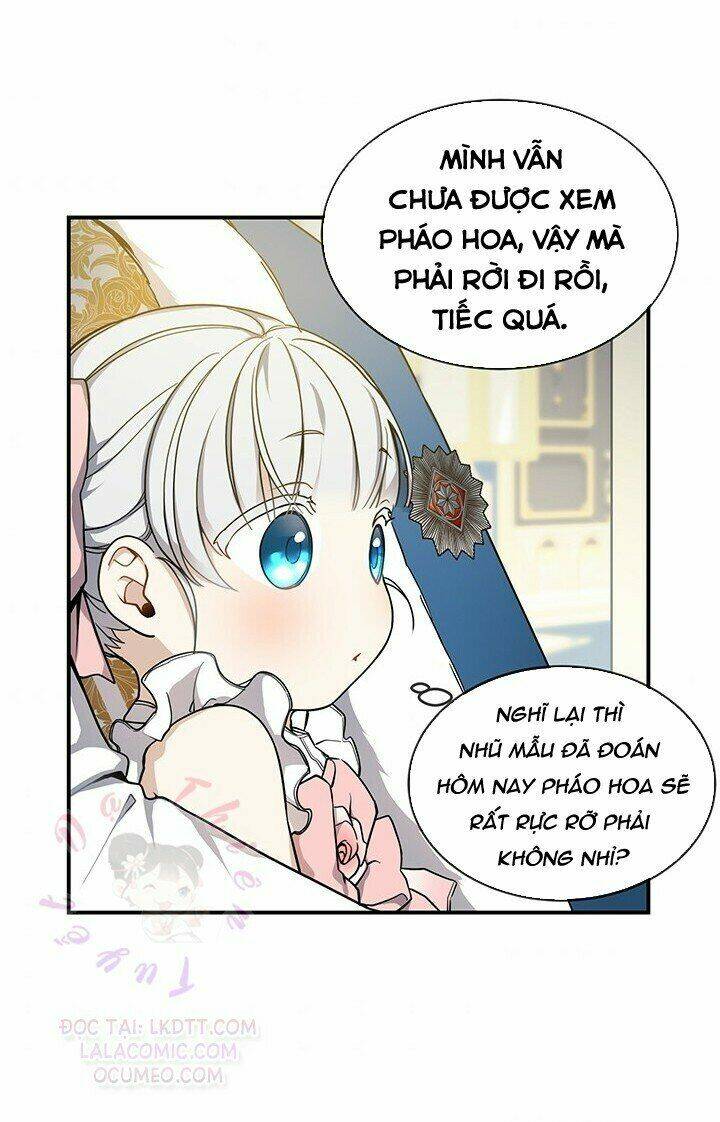 MÌNH VẪN
CHƯA ĐƯỢC XEM
PHÁO HOA, VẬY MÀ
PHẢI RỜI ĐI RỒI,
TIẾC QUÁ.
NGHĨ LẠI THÌ
NHŨ MẪU ĐÃ ĐOÁN
HÔM NAY PHÁO HOA SẼ
RẤT RỰC RỠ PHẢI
KHÔNG NHỈ?
ĐỌC TẠI: LKDTT.COM
LALACOMIC.COM
OCUMEO.COM